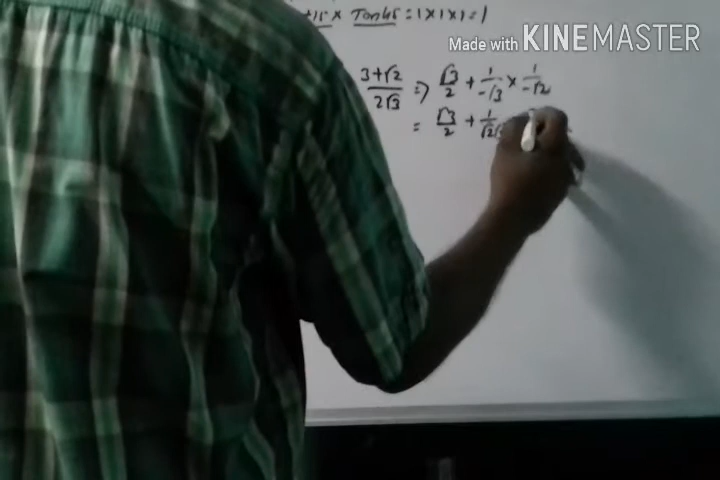 × Tan45 = 1 × 1 × 1 = 1
Made with KINEMASTER
3+√2/2√3 => √3/2 + 1/-√3 × 1/-√2
= √3/2 + 1/√2